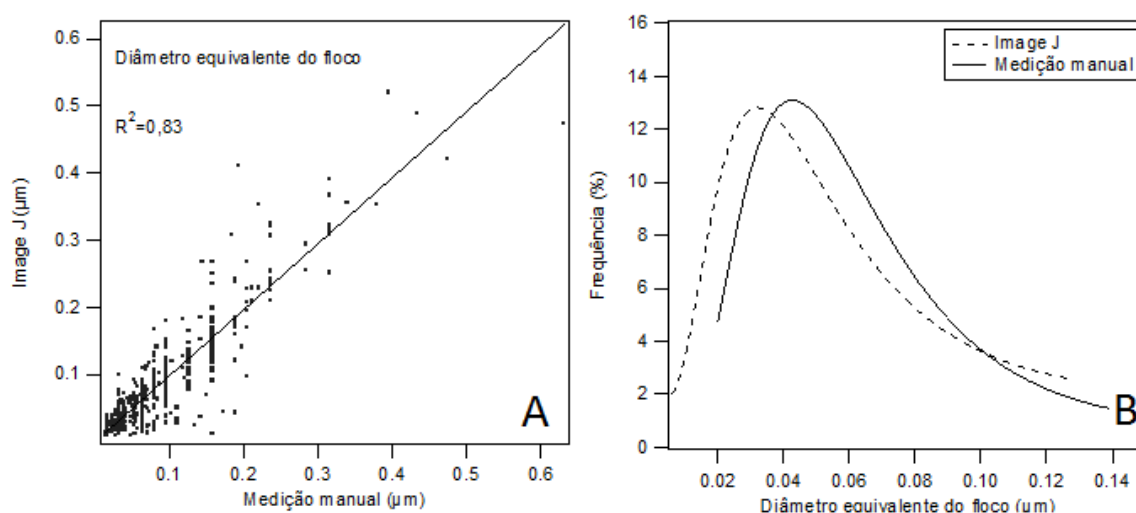 0.6
0.5
0.4
0.3
0.2
0.1
Image J (µm)
Diâmetro equivalente do floco
R²=0,83
A
0.1 0.2 0.3 0.4 0.5 0.6
Medição manual (µm)
16
14
12
10
8
6
4
2
0
Frequência (%)
Image J
Medição manual
B
0.02 0.04 0.06 0.08 0.10 0.12 0.14
Diâmetro equivalente do floco (µm)